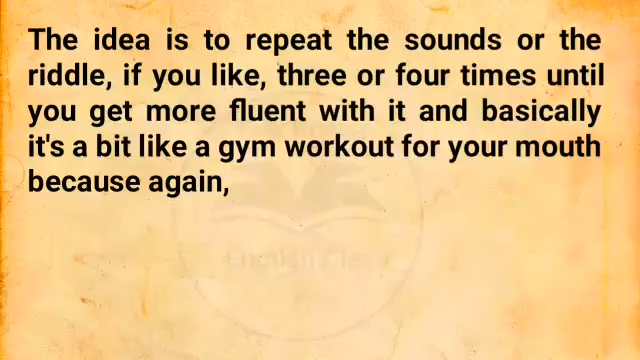 The idea is to repeat the sounds or the
riddle, if you like, three or four times until
you get more fluent with it and basically
it's a bit like a gym workout for your mouth
because again,